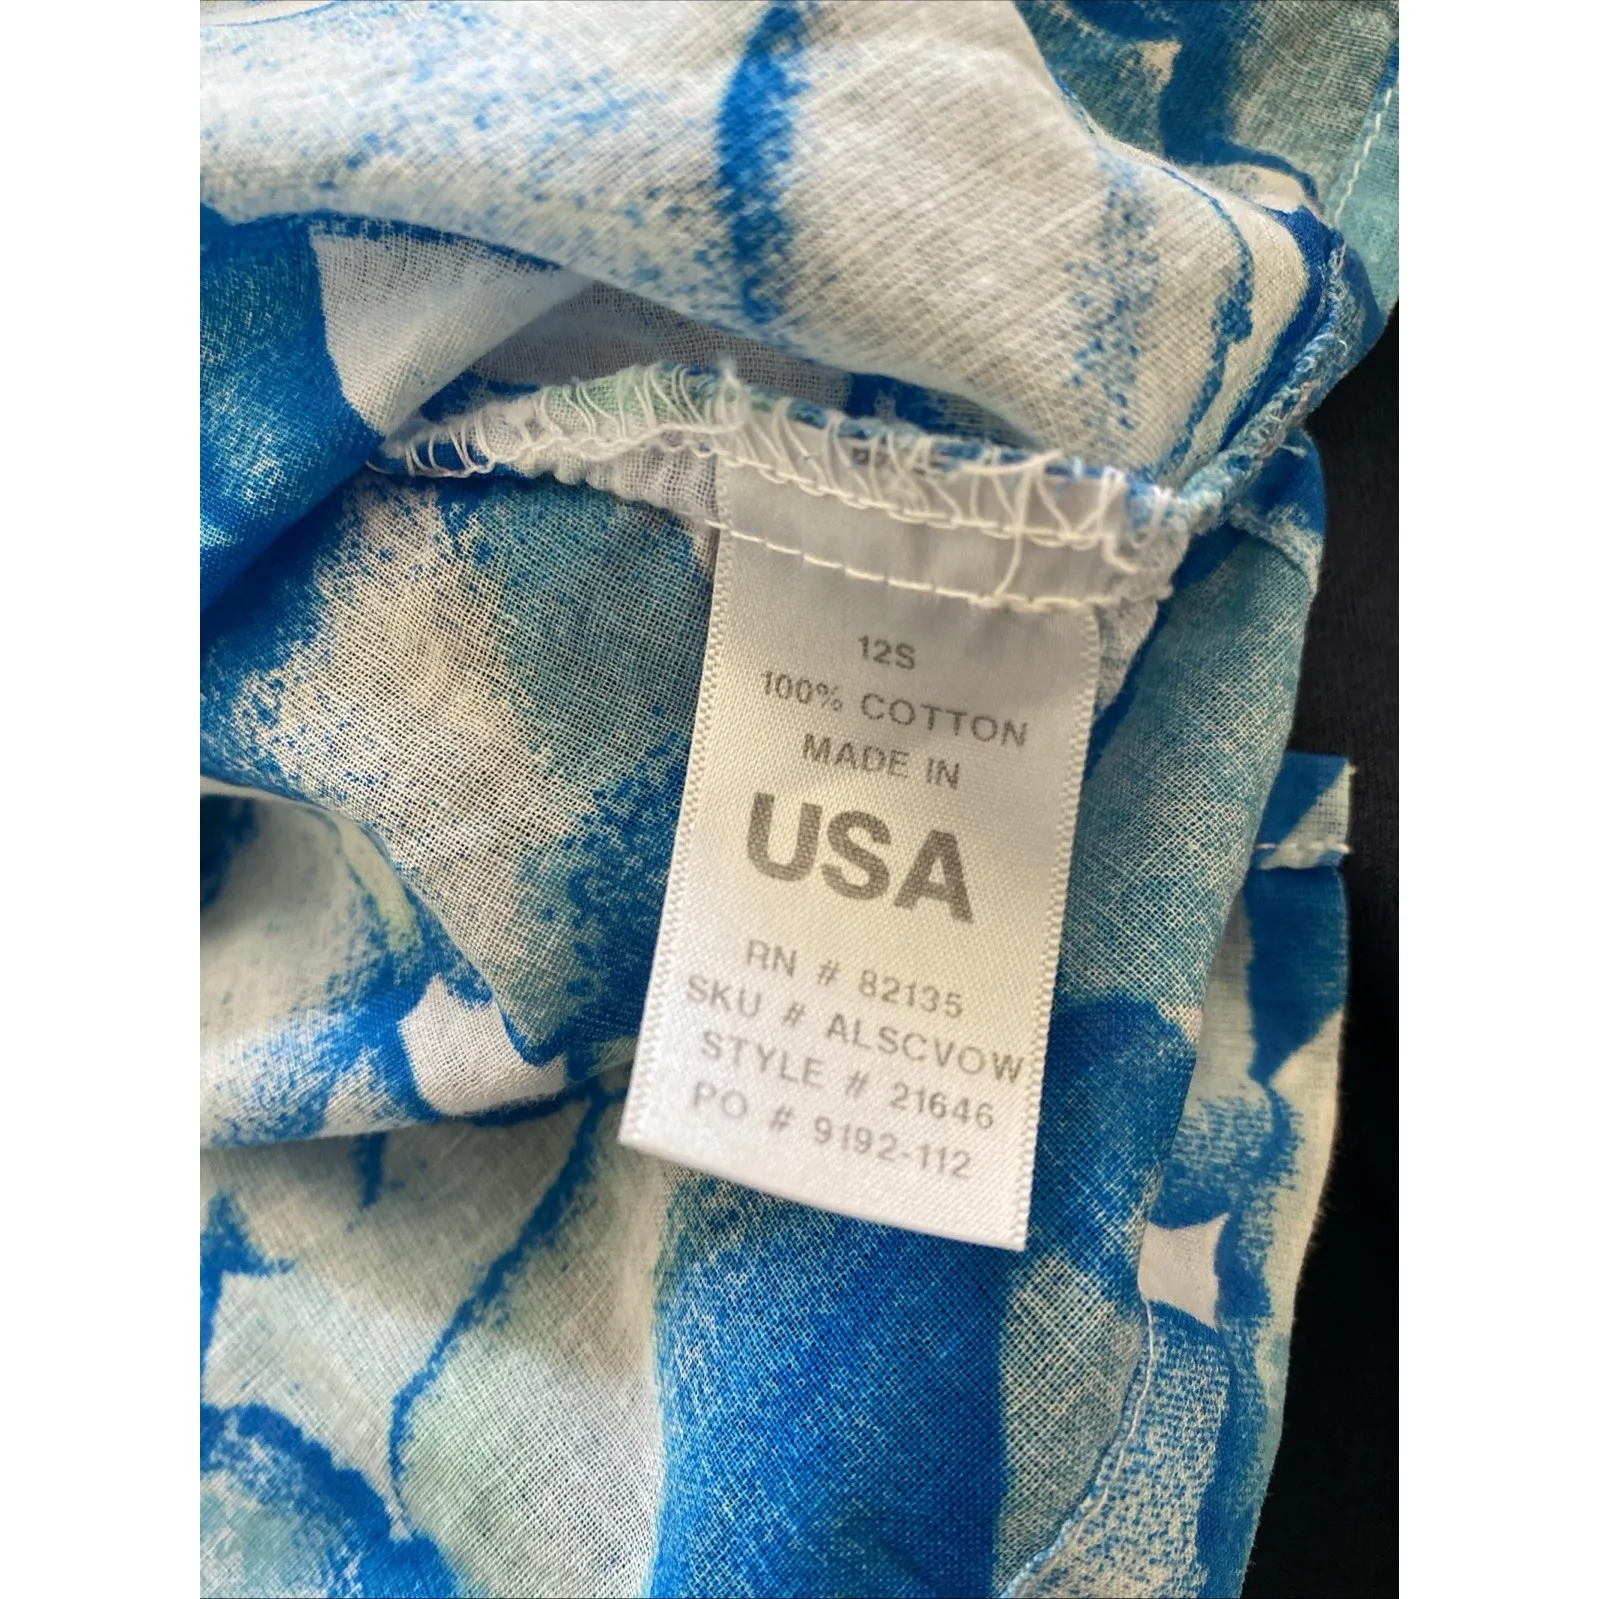 12S
100% COTTON
MADE IN
USA
RN # 82135
SKU # ALSCVOW
STYLE # 21646
PO # 9192-112